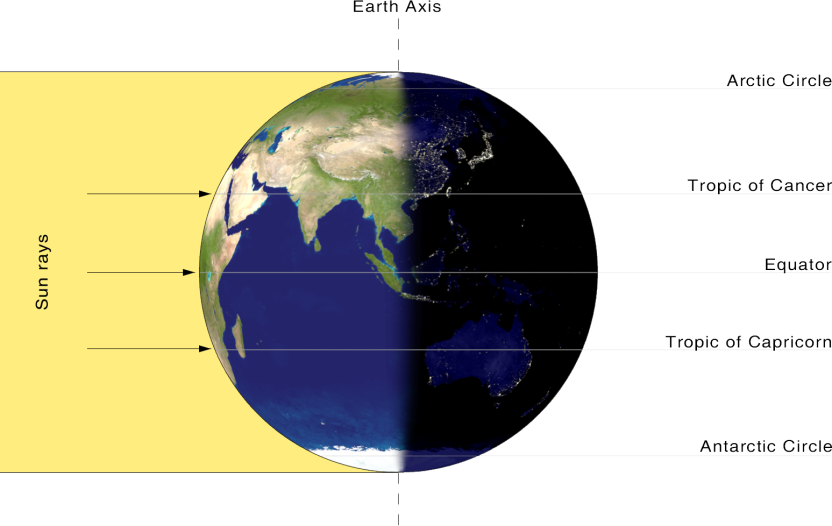 Earth Axis
Arctic Circle
Tropic of Cancer
Sun rays
Equator
Tropic of Capricorn
Antarctic Circle